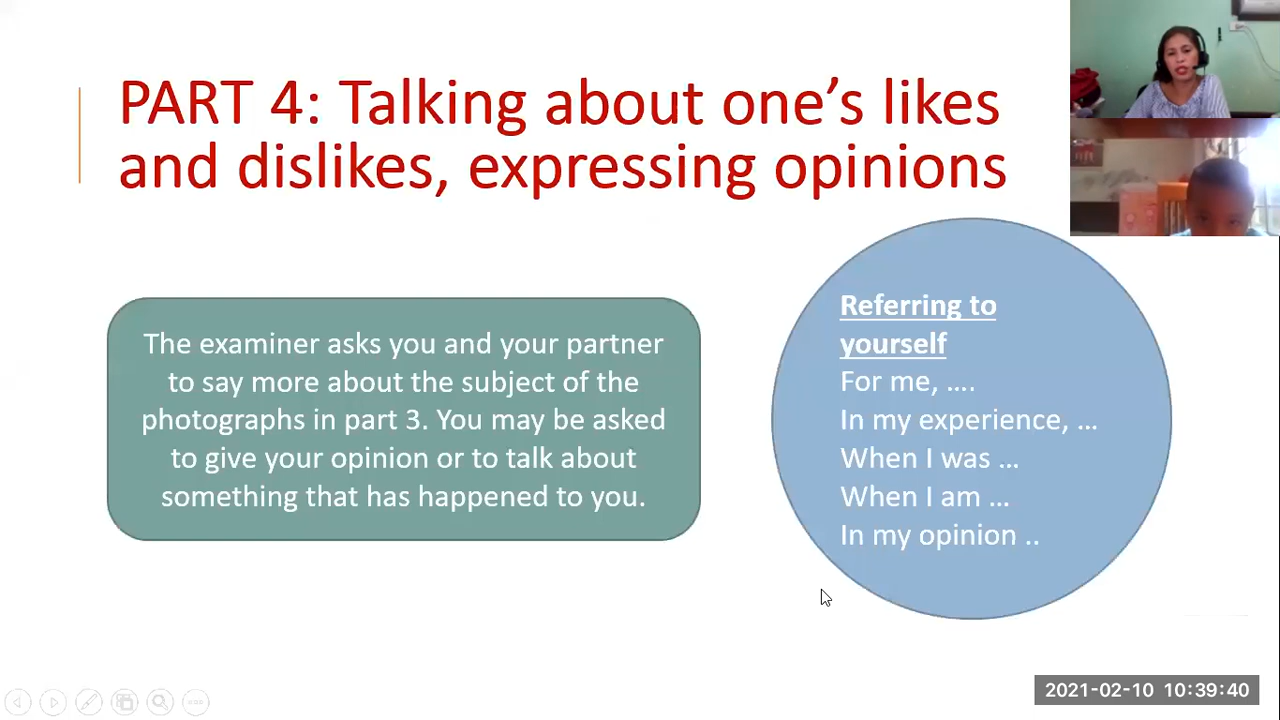 PART 4: Talking about one’s likes
and dislikes, expressing opinions
The examiner asks you and your partner
to say more about the subject of the
photographs in part 3. You may be asked
to give your opinion or to talk about
something that has happened to you.
Referring to
yourself
For me, ….
In my experience, …
When I was …
When I am …
In my opinion ..
2021-02-10 10:39:40